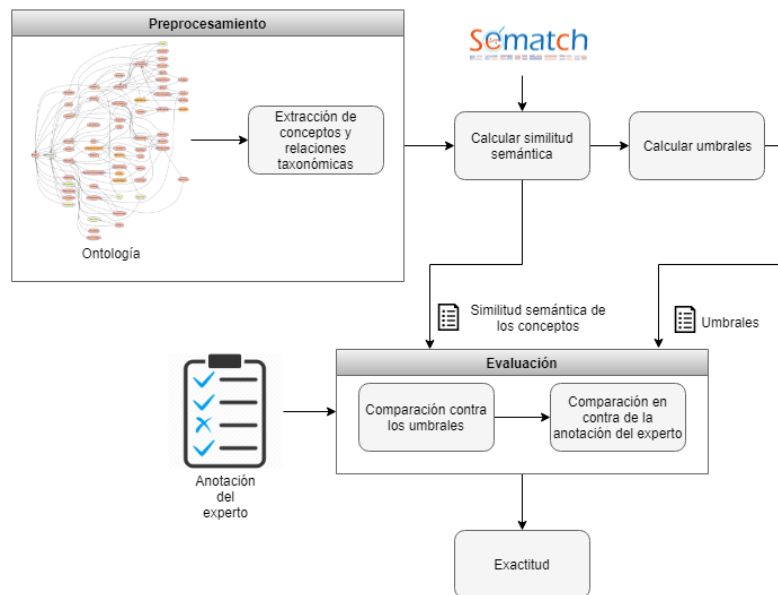 Preprocesamiento
Sematch
Extracción de
conceptos y
relaciones
taxonómicas
Calcular similitud
semántica
Calcular umbrales
Ontología
Similitud semántica de
los conceptos
Umbrales
Evaluación
Comparación contra
los umbrales
Comparación en
contra de la
anotación del experto
Anotación
del
experto
Exactitud